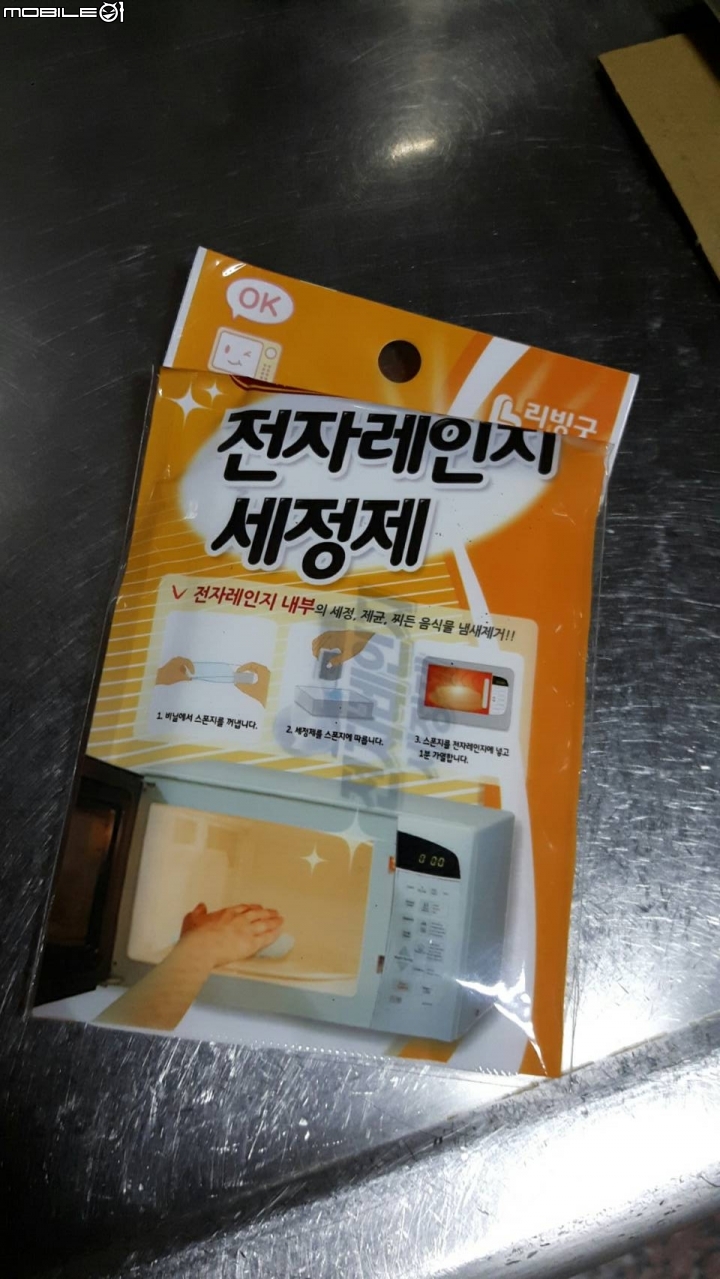 MOBILE01
OK
리빙구
전자레인지
세정제
전자레인지 내부의 세정, 제균, 찌든 음식물 냄새제거!!
1. 비닐에서 스폰지를 꺼냅니다.
2. 세정제를 스폰지에 따릅니다.
3. 스폰지를 전자레인지에 넣고
1분 가열합니다.
0:00